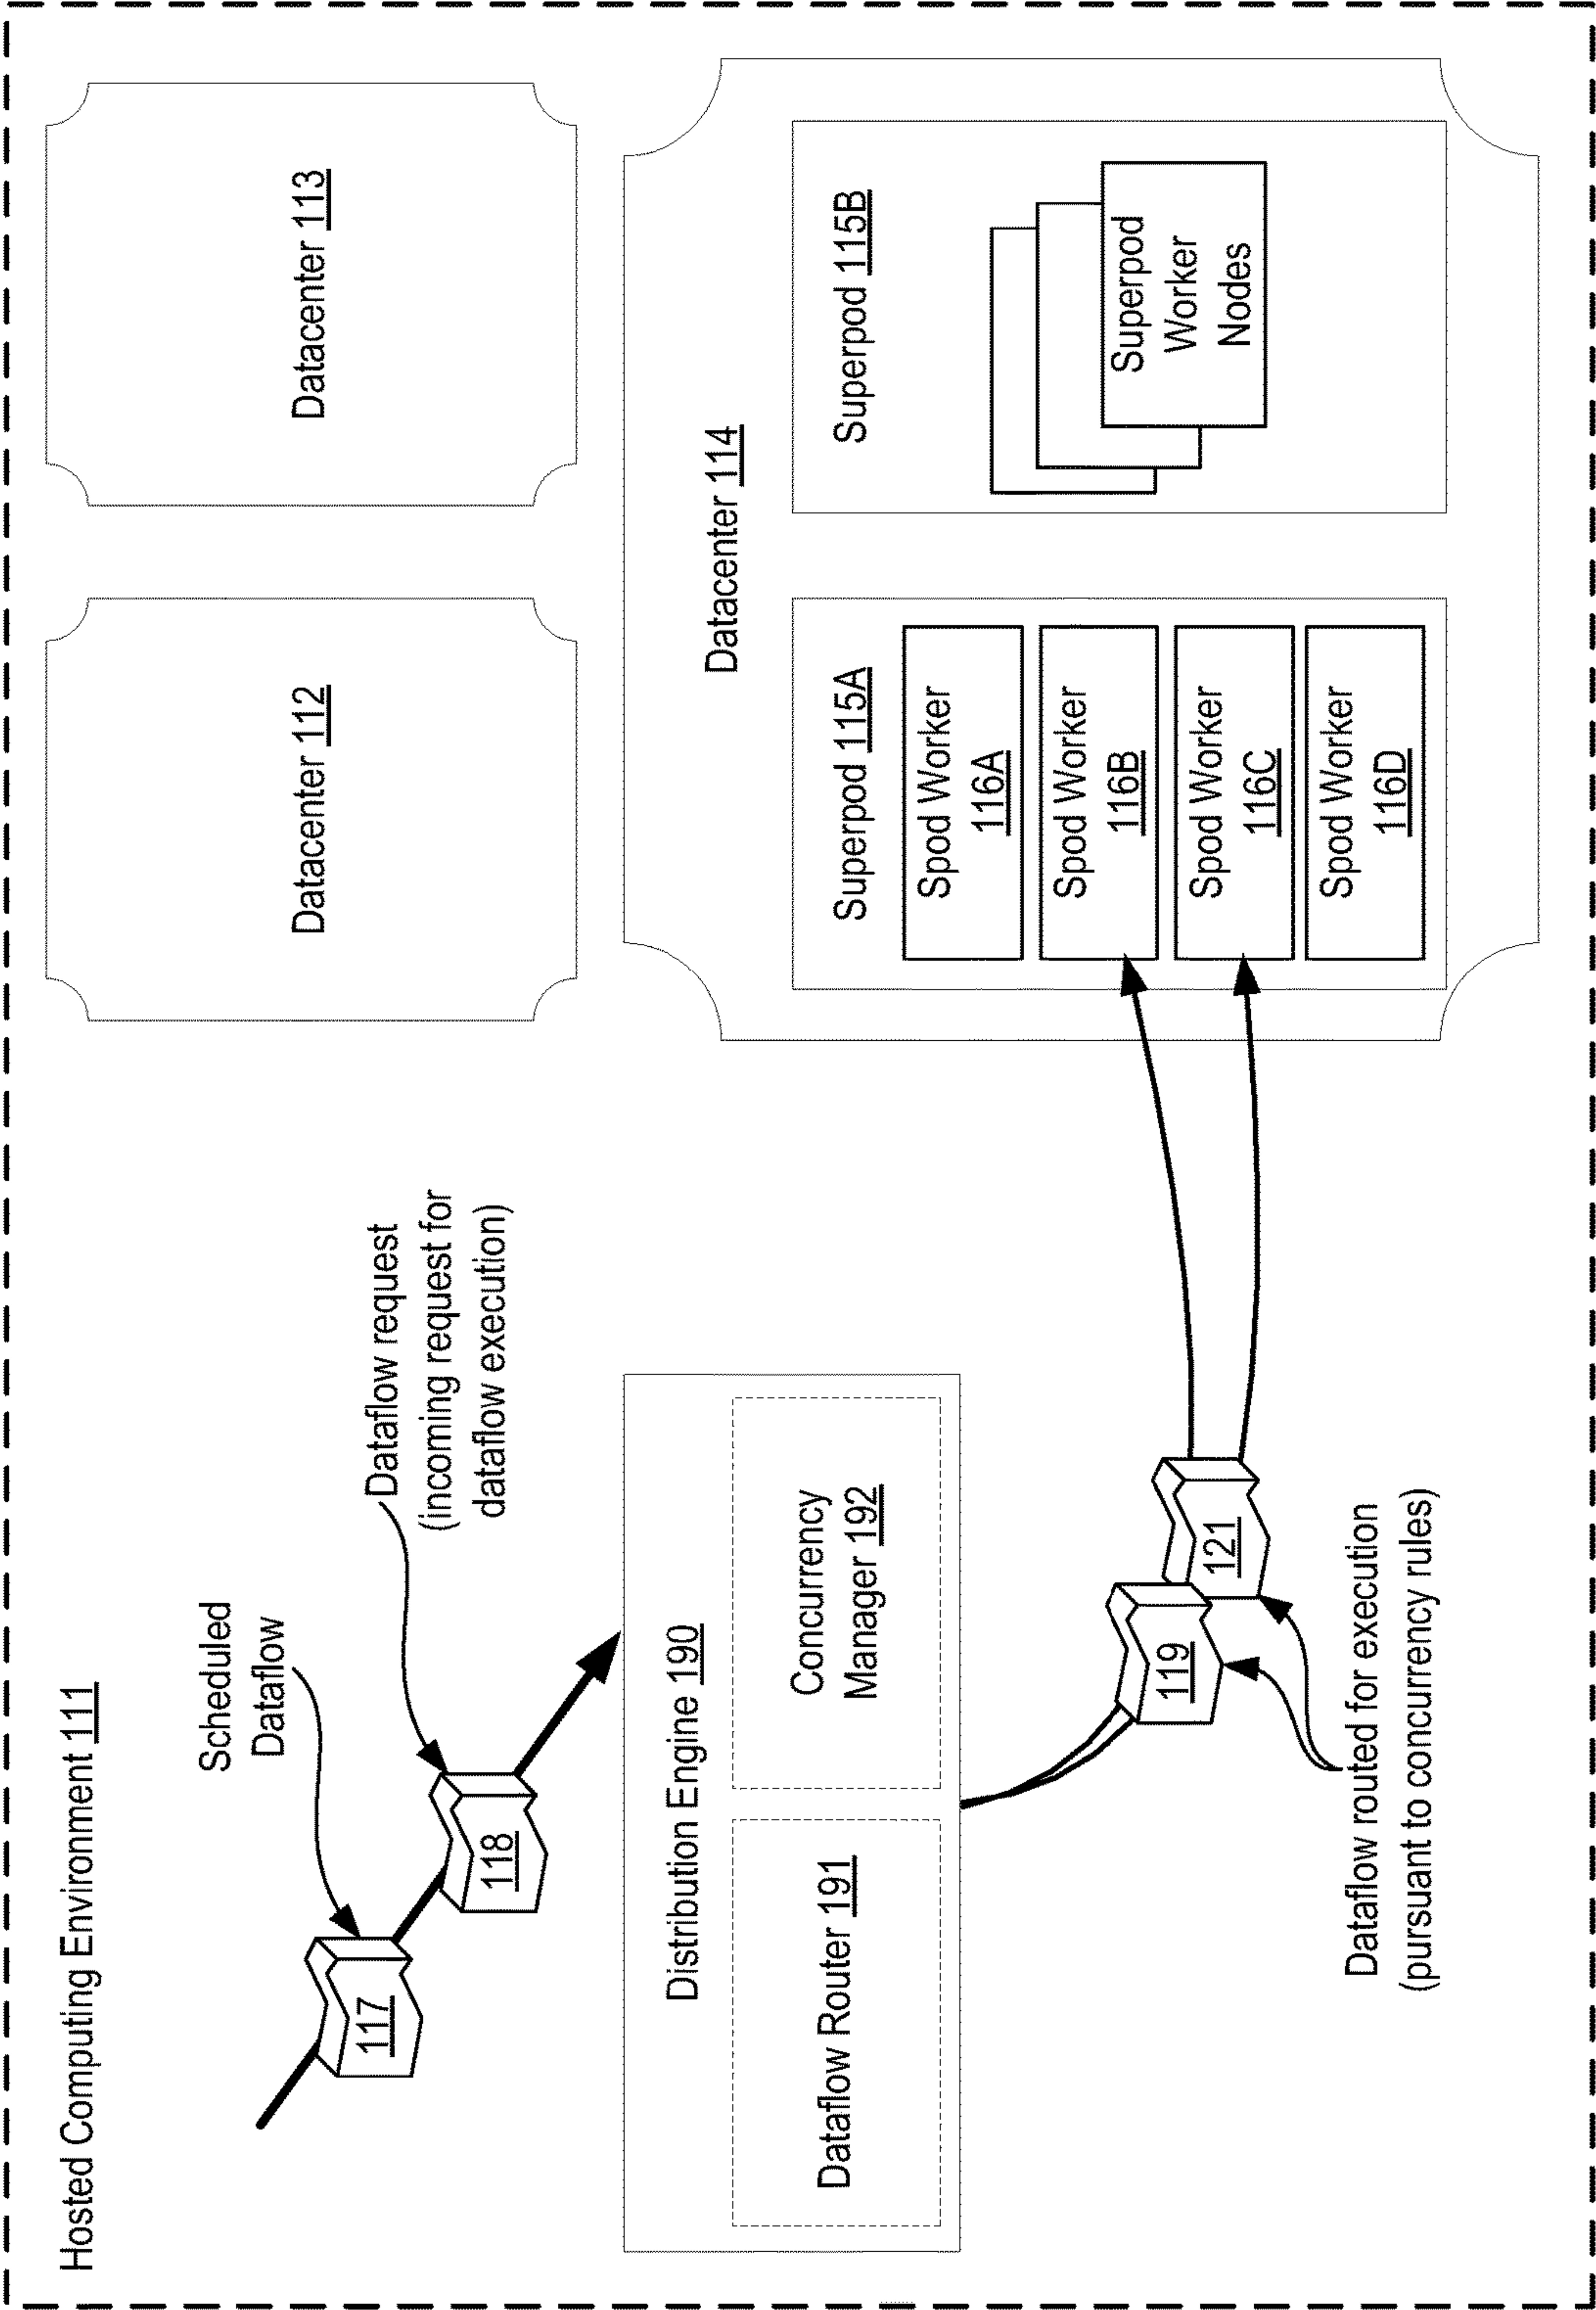 Hosted Computing Environment 111
Scheduled
Dataflow
Dataflow request
(incoming request for
dataflow execution)
117
118
Distribution Engine 190
Dataflow Router 191
Concurrency
Manager 192
119
121
Dataflow routed for execution
(pursuant to concurrency rules)
Datacenter 112
Datacenter 113
Datacenter 114
Superpod 115A
Spod Worker
116A
Spod Worker
116B
Spod Worker
116C
Spod Worker
116D
Superpod 115B
Superpod
Worker
Nodes